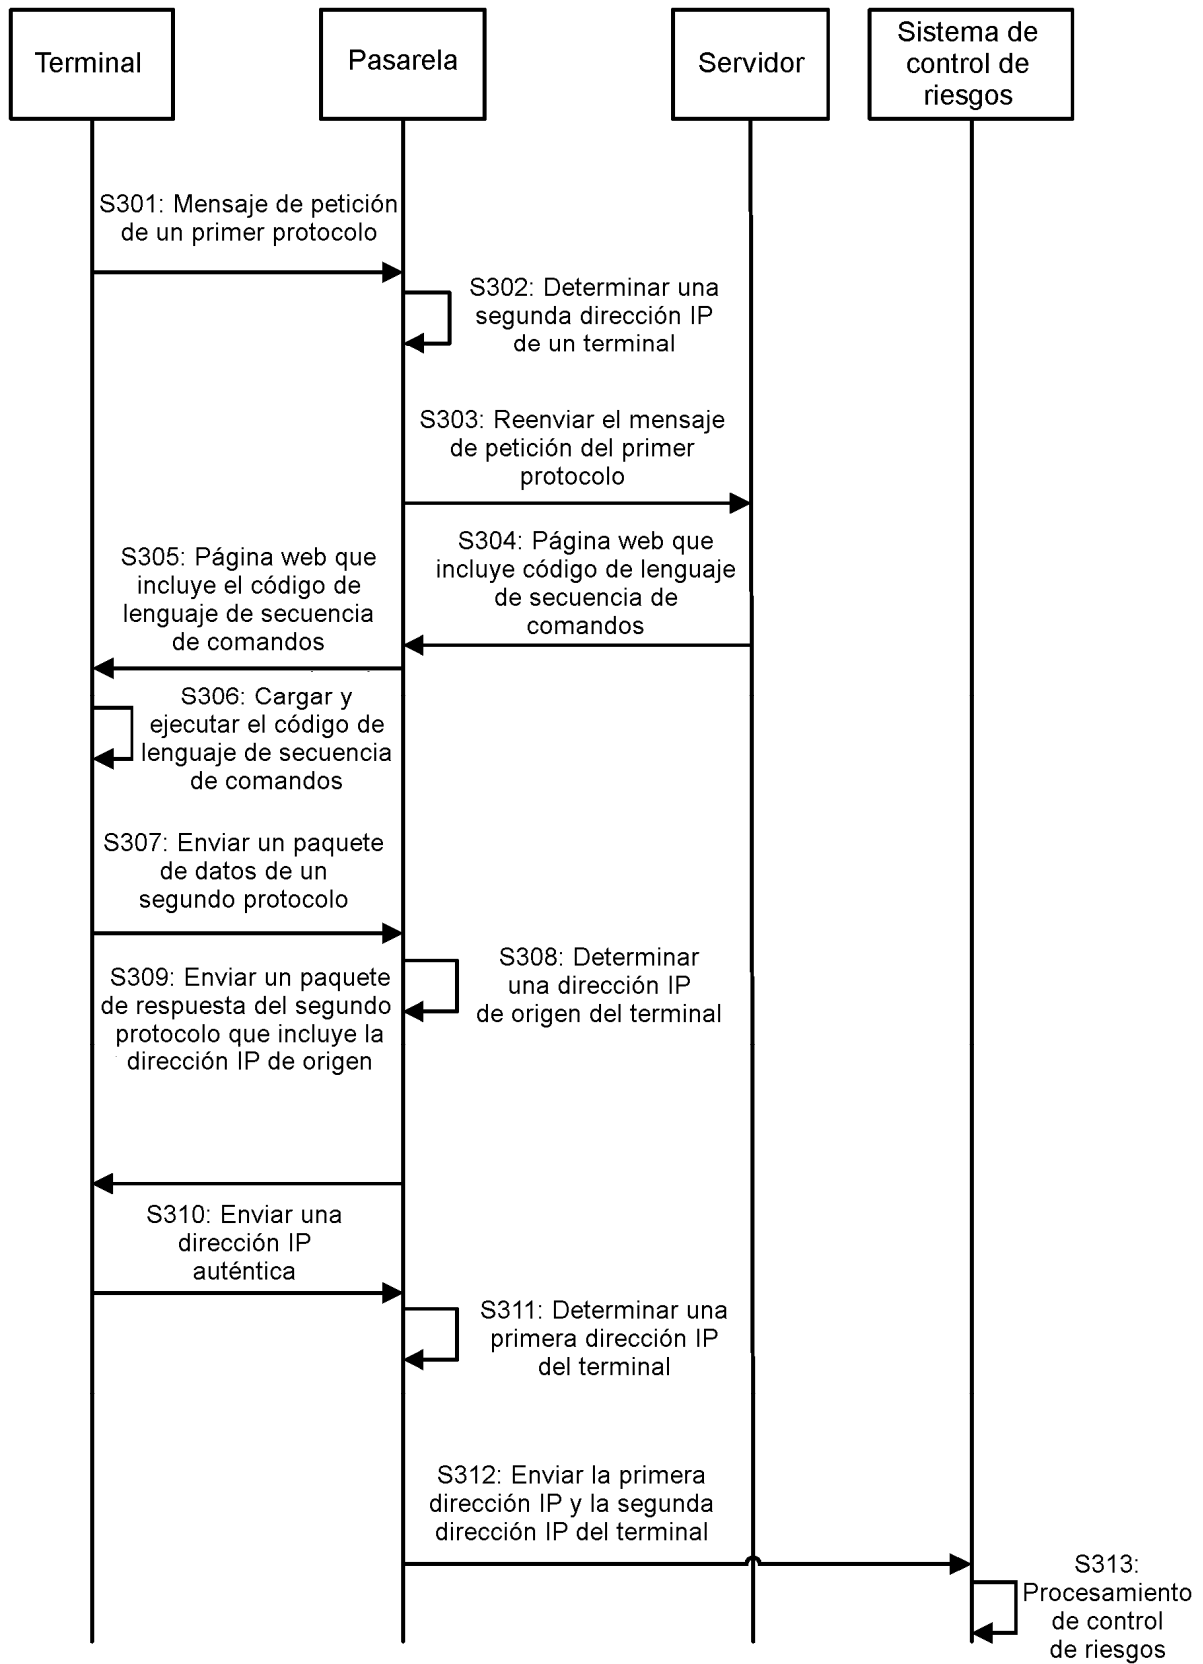 Terminal
Pasarela
Servidor
Sistema de
control de
riesgos
S301: Mensaje de petición
de un primer protocolo
S302: Determinar una
segunda dirección IP
de un terminal
S303: Reenviar el mensaje
de petición del primer
protocolo
S304: Página web que
incluye código de lenguaje
de secuencia de
comandos
S305: Página web que
incluye el código de
lenguaje de secuencia
de comandos
S306: Cargar y
ejecutar el código de
lenguaje de secuencia
de comandos
S307: Enviar un paquete
de datos de un
segundo protocolo
S308: Determinar
una dirección IP
de origen del terminal
S309: Enviar un paquete
de respuesta del segundo
protocolo que incluye la
dirección IP de origen
S310: Enviar una
dirección IP
auténtica
S311: Determinar una
primera dirección IP
del terminal
S312: Enviar la primera
dirección IP y la segunda
dirección IP del terminal
S313:
Procesamiento
de control
de riesgos